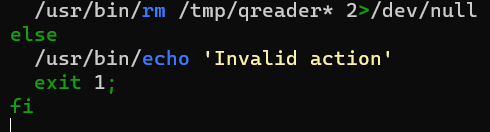 /usr/bin/rm /tmp/qreader* 2>/dev/null
else
/usr/bin/echo 'Invalid action'
exit 1;
fi